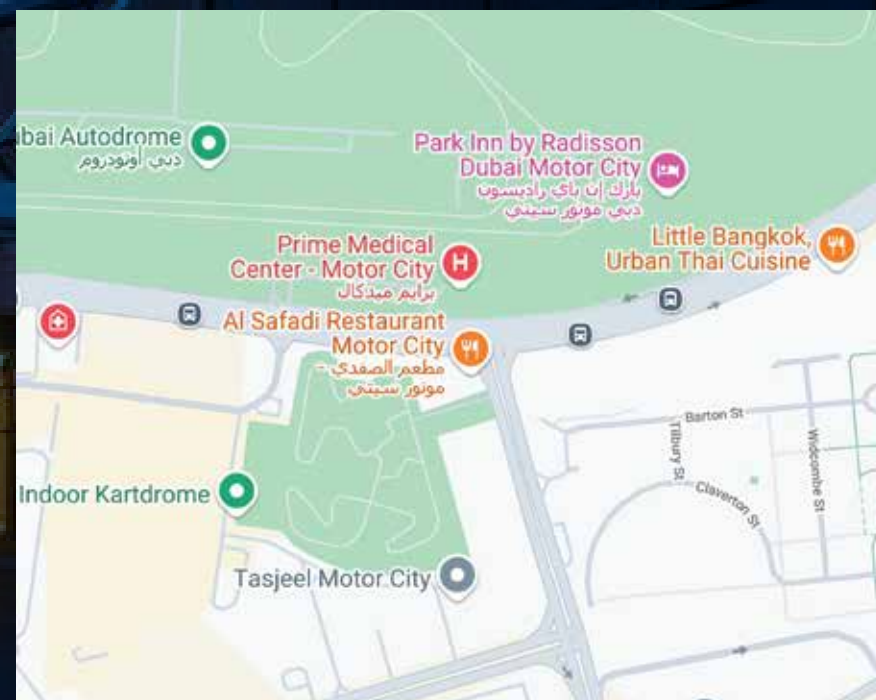 bai Autodrome
دبي أوتودروم
Park Inn by Radisson
Dubai Motor City
بارك إن باي راديسون
دبي موتور سيتي
Little Bangkok,
Urban Thai Cuisine
Prime Medical
Center - Motor City
برايم ميدكال
H
Al Safadi Restaurant
Motor City
مطعم الصفدي -
موتور سيتي
Barton St
Tilbury St
Widcombe St
Claverton St
Indoor Kartdrome
Tasjeel Motor City